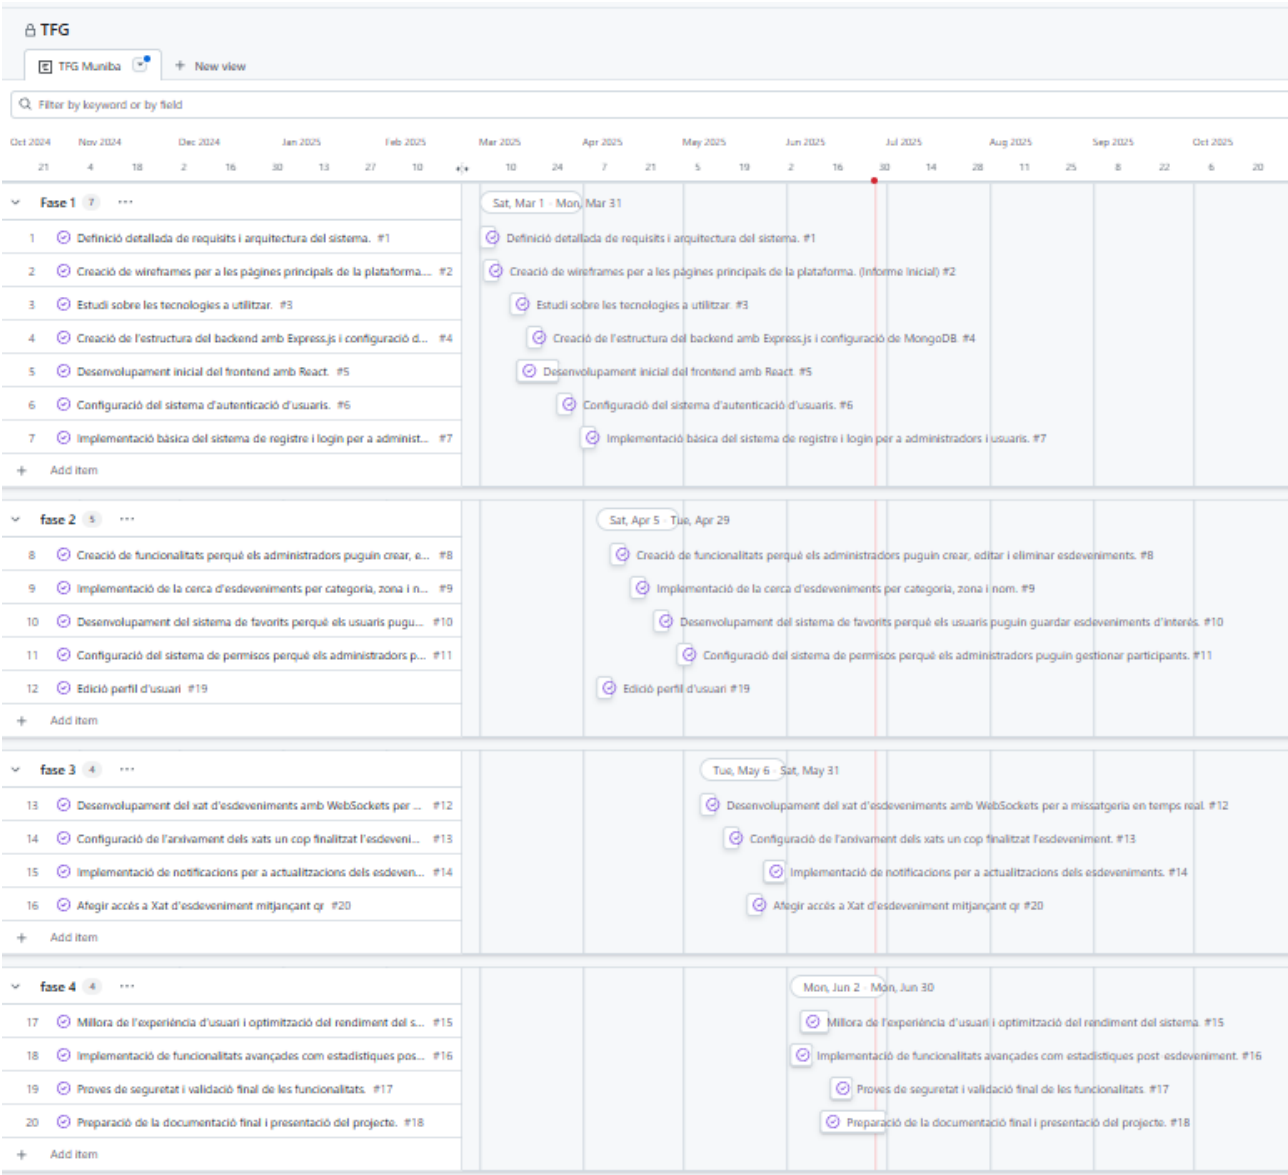 TFG
TFG Muniba + New view
Filter by keyword or by field
Oct 2024 Nov 2024 Dec 2024 Jan 2025 Feb 2025 Mar 2025 Apr 2025 May 2025 Jun 2025 Jul 2025 Aug 2025 Sep 2025 Oct 2025
21 4 18 2 16 30 13 27 10 10 24 7 21 5 19 2 16 30 14 28 11 25 8 22 6 20
Fase 1 7 ... Sat, Mar 1 - Mon, Mar 31
1 Definició detallada de requisits i arquitectura del sistema. #1 Definició detallada de requisits i arquitectura del sistema. #1
2 Creació de wireframes per a les pàgines principals de la plataforma... #2 Creació de wireframes per a les pàgines principals de la plataforma. (Informe Inicial) #2
3 Estudi sobre les tecnologies a utilitzar. #3 Estudi sobre les tecnologies a utilitzar. #3
4 Creació de l'estructura del backend amb Express.js i configuració d... #4 Creació de l'estructura del backend amb Express.js i configuració de MongoDB. #4
5 Desenvolupament inicial del frontend amb React. #5 Desenvolupament inicial del frontend amb React. #5
6 Configuració del sistema d'autenticació d'usuaris. #6 Configuració del sistema d'autenticació d'usuaris. #6
7 Implementació bàsica del sistema de registre i login per a administ... #7 Implementació bàsica del sistema de registre i login per a administradors i usuaris. #7
+ Add item
fase 2 5 ... Sat, Apr 5 - Tue, Apr 29
8 Creació de funcionalitats perquè els administradors puguin crear, e... #8 Creació de funcionalitats perquè els administradors puguin crear, editar i eliminar esdeveniments. #8
9 Implementació de la cerca d'esdeveniments per categoria, zona i n... #9 Implementació de la cerca d'esdeveniments per categoria, zona i nom. #9
10 Desenvolupament del sistema de favorits perquè els usuaris pugu... #10 Desenvolupament del sistema de favorits perquè els usuaris puguin guardar esdeveniments d'interès. #10
11 Configuració del sistema de permisos perquè els administradors p... #11 Configuració del sistema de permisos perquè els administradors puguin gestionar participants. #11
12 Edició perfil d'usuari #19 Edició perfil d'usuari #19
+ Add item
fase 3 4 ... Tue, May 6 - Sat, May 31
13 Desenvolupament del xat d'esdeveniments amb WebSockets per ... #12 Desenvolupament del xat d'esdeveniments amb WebSockets per a missatgeria en temps real. #12
14 Configuració de l'arxivament dels xats un cop finalitzat l'esdeveni... #13 Configuració de l'arxivament dels xats un cop finalitzat l'esdeveniment. #13
15 Implementació de notificacions per a actualitzacions dels esdeven... #14 Implementació de notificacions per a actualitzacions dels esdeveniments. #14
16 Afegir accés a Xat d'esdeveniment mitjançant qr #20 Afegir accés a Xat d'esdeveniment mitjançant qr #20
+ Add item
fase 4 4 ... Mon, Jun 2 - Mon, Jun 30
17 Millora de l'experiència d'usuari i optimització del rendiment del s... #15 Millora de l'experiència d'usuari i optimització del rendiment del sistema. #15
18 Implementació de funcionalitats avançades com estadístiques pos... #16 Implementació de funcionalitats avançades com estadístiques post-esdeveniment. #16
19 Proves de seguretat i validació final de les funcionalitats. #17 Proves de seguretat i validació final de les funcionalitats. #17
20 Preparació de la documentació final i presentació del projecte. #18 Preparació de la documentació final i presentació del projecte. #18
+ Add item